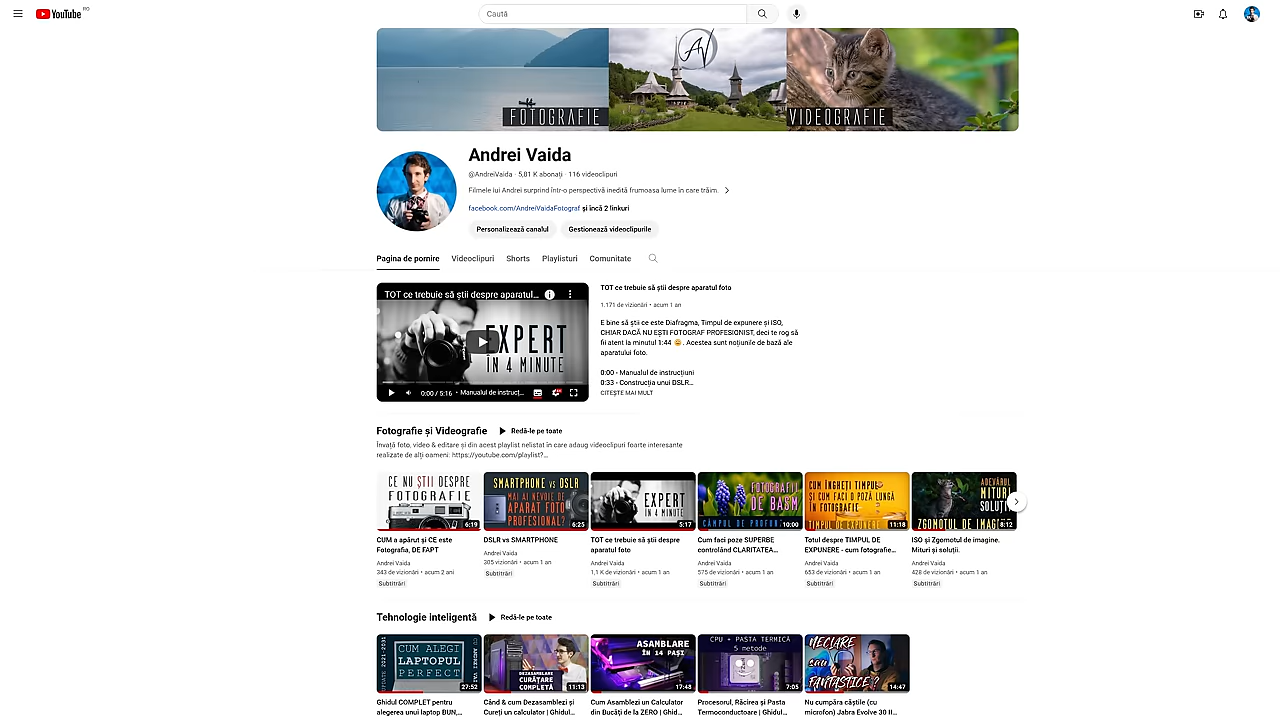 YouTube RO
Caută
FOTOGRAFIE
AV
VIDEOGRAFIE
Andrei Vaida
@AndreiVaida · 5,01 K abonați · 116 videoclipuri
Filmele lui Andrei surprind într-o perspectivă inedită frumoasa lume în care trăim.
facebook.com/AndreiVaidaFotograf și încă 2 linkuri
Personalizează canalul
Gestionează videoclipurile
Pagina de pornire Videoclipuri Shorts Playlisturi Comunitate
TOT ce trebuie să știi despre aparatul...
EXPERT
ÎN 4 MINUTE
0:00 / 5:16 • Manualul de instrucț...
TOT ce trebuie să știi despre aparatul foto
1.171 de vizionări • acum 1 an
E bine să știi ce este Diafragma, Timpul de expunere și ISO,
CHIAR DACĂ NU EȘTI FOTOGRAF PROFESIONIST, deci te rog să
fii atent la minutul 1:44 😄. Acestea sunt noțiunile de bază ale
aparatului foto.
0:00 - Manualul de instrucțiuni
0:33 - Construcția unui DSLR...
CITEȘTE MAI MULT
Fotografie și Videografie Redă-le pe toate
Învață foto, video & editare și din acest playlist nelistat în care adaug videoclipuri foarte interesante
realizate de alți oameni: https://youtube.com/playlist?...
CE NU ȘTII DESPRE
FOTOGRAFIE
6:19
CUM a apărut și CE este
Fotografia, DE FAPT
Andrei Vaida
343 de vizionări • acum 2 ani
Subtitrări
SMARTPHONE vs DSLR
MAI AI NEVOIE DE
APARAT FOTO
PROFESIONAL?
6:25
DSLR vs SMARTPHONE
Andrei Vaida
305 vizionări • acum 1 an
Subtitrări
EXPERT
ÎN 4 MINUTE
5:17
TOT ce trebuie să știi despre
aparatul foto
Andrei Vaida
1,1 K de vizionări • acum 1 an
Subtitrări
FOTOGRAFII
DE BASM
CÂMPUL DE PROFUN
10:00
Cum faci poze SUPERBE
controlând CLARITATEA...
Andrei Vaida
575 de vizionări • acum 1 an
Subtitrări
CUM ÎNGHEȚI TIMPUL
ȘI CUM FACI O POZĂ LUNGĂ
ÎN FOTOGRAFIE
TIMPUL DE EXPUNERE
11:18
Totul despre TIMPUL DE
EXPUNERE - cum fotografie...
Andrei Vaida
653 de vizionări • acum 1 an
Subtitrări
ADEVĂRUL
MITURI
SOLUȚI
ZGOMOTUL DE IMAGINE
8:12
ISO și Zgomotul de imagine.
Mituri și soluții.
Andrei Vaida
428 de vizionări • acum 1 an
Subtitrări
Tehnologie inteligentă Redă-le pe toate
CUM ALEGI
LAPTOPUL
PERFECT
27:52
Ghidul COMPLET pentru
alegerea unui laptop BUN,...
DEZASAMBLARE
CURĂȚARE
COMPLETĂ
11:13
Când & cum Dezasamblezi și
Cureți un calculator | Ghidul...
ASANBLARE
ÎN 14 PAȘI
17:43
Cum Asamblezi un Calculator
din Bucăți de la ZERO | Ghid...
CPU + PASTA TERMICĂ
5 metode
7:05
Procesorul, Răcirea și Pasta
Termoconductoare | Ghidul...
NECLARE
sau
FANTASTICE?
14:47
Nu cumpăra căștile (cu
microfon) Jabra Evolve 30 II...